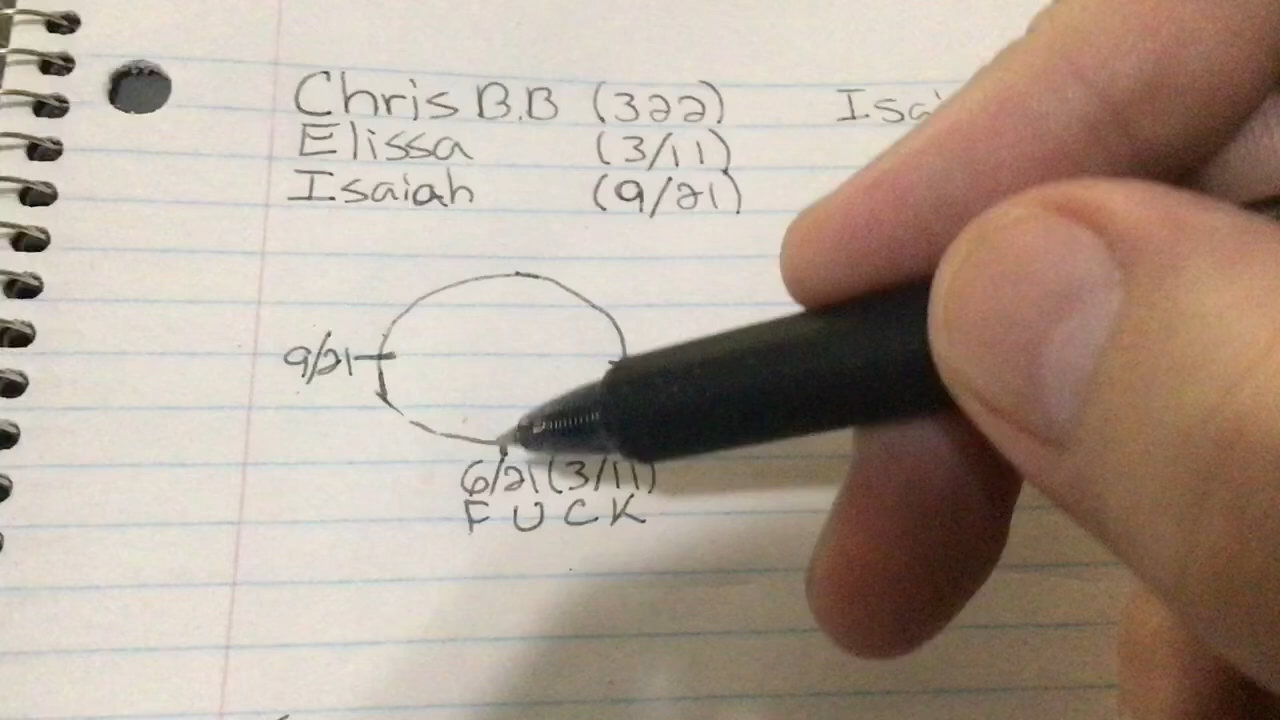 Chris B.B (322)
Elissa (3/11)
Isaiah (9/21)
9/21
6/21(3/11)
FUCK